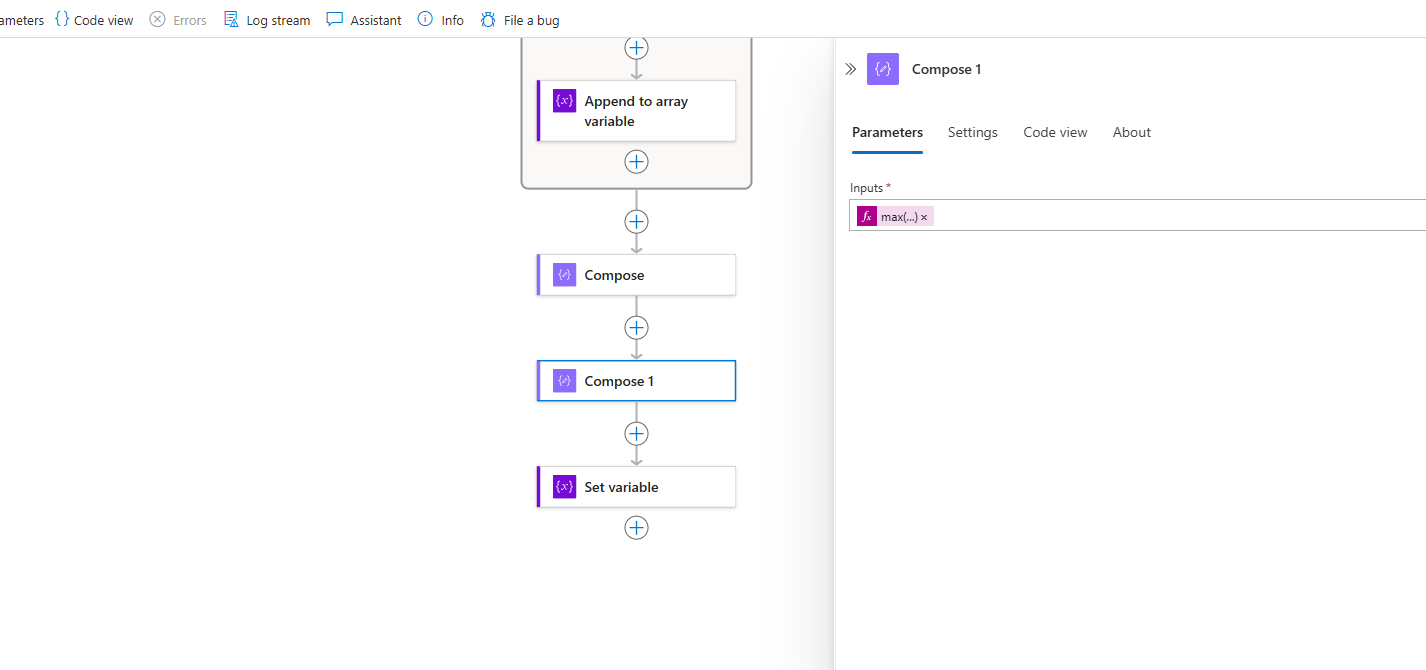 ameters {} Code view Errors Log stream Assistant Info File a bug
Compose 1
Append to array
variable
Parameters Settings Code view About
Inputs *
fx max(...) ×
Compose
Compose 1
Set variable